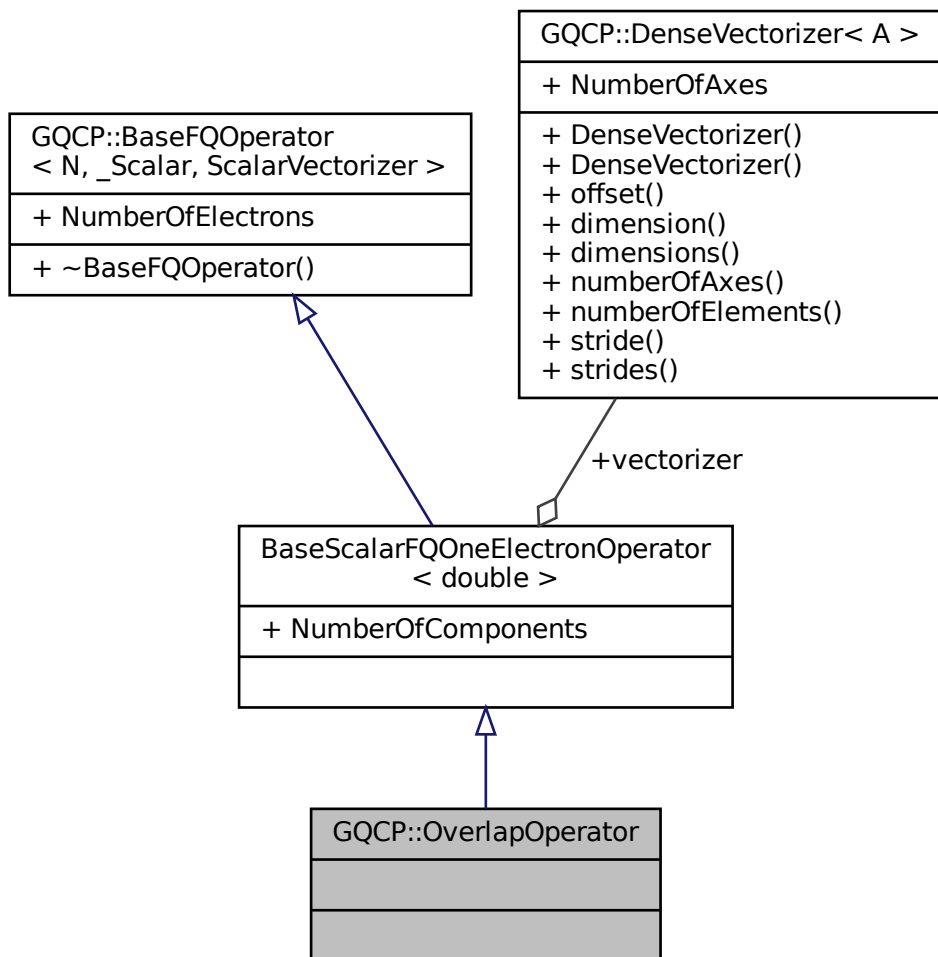 GQCP::DenseVectorizer< A >
+ NumberOfAxes
+ DenseVectorizer()
+ DenseVectorizer()
+ offset()
+ dimension()
+ dimensions()
+ numberOfAxes()
+ numberOfElements()
+ stride()
+ strides()
GQCP::BaseFQOperator
< N, _Scalar, ScalarVectorizer >
+ NumberOfElectrons
+ ~BaseFQOperator()
+vectorizer
BaseScalarFQOneElectronOperator
< double >
+ NumberOfComponents
GQCP::OverlapOperator